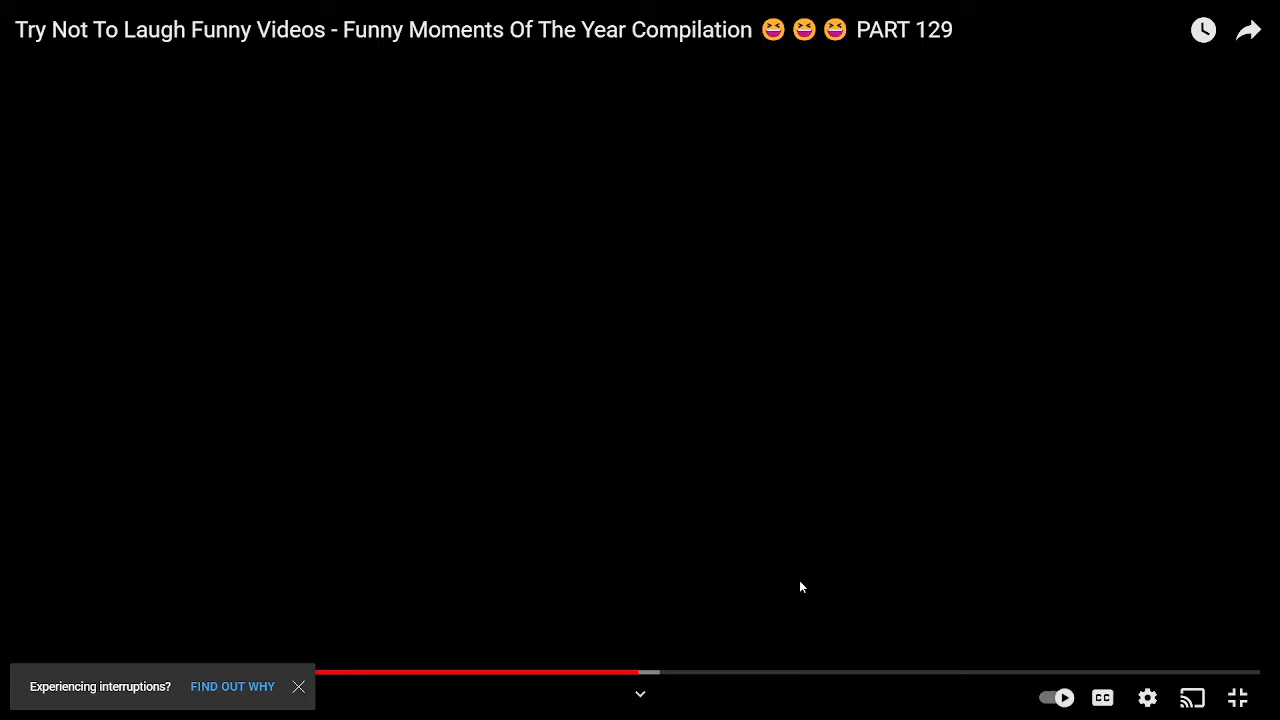 Try Not To Laugh Funny Videos - Funny Moments Of The Year Compilation 😆 😆 😆 PART 129
Experiencing interruptions? FIND OUT WHY
CC